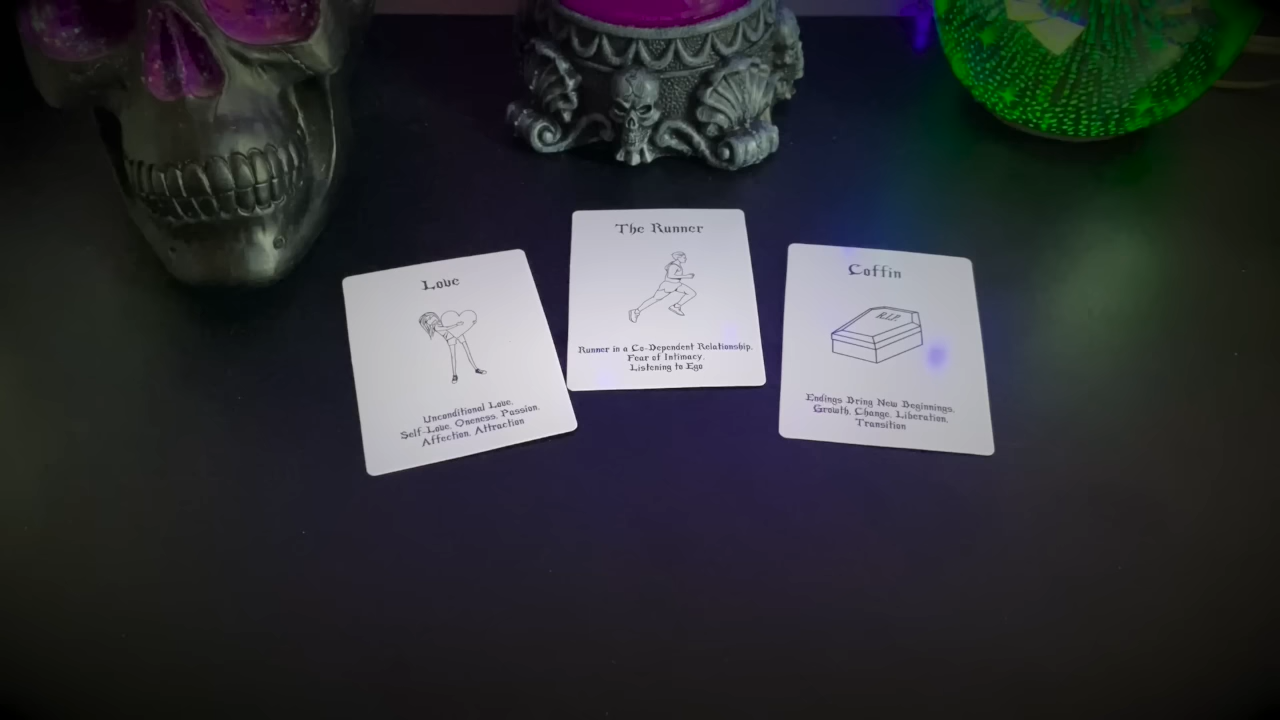 Love
Unconditional Love,
Self-Love, Oneness, Passion,
Affection, Attraction
The Runner
Runner in a Co-Dependent Relationship,
Fear of Intimacy,
Listening to Ego
Coffin
R.I.P.
Endings Bring New Beginnings,
Growth, Change, Liberation,
Transition